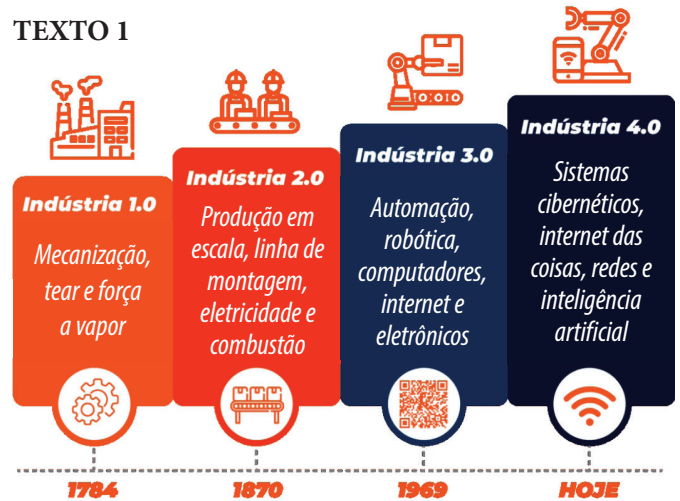 TEXTO 1
Indústria 1.0
Mecanização,
tear e força
a vapor
1784
Indústria 2.0
Produção em
escala, linha de
montagem,
eletricidade e
combustão
1870
Indústria 3.0
Automação,
robótica,
computadores,
internet e
eletrônicos
1969
Indústria 4.0
Sistemas
cibernéticos,
internet das
coisas, redes e
inteligência
artificial
HOJE